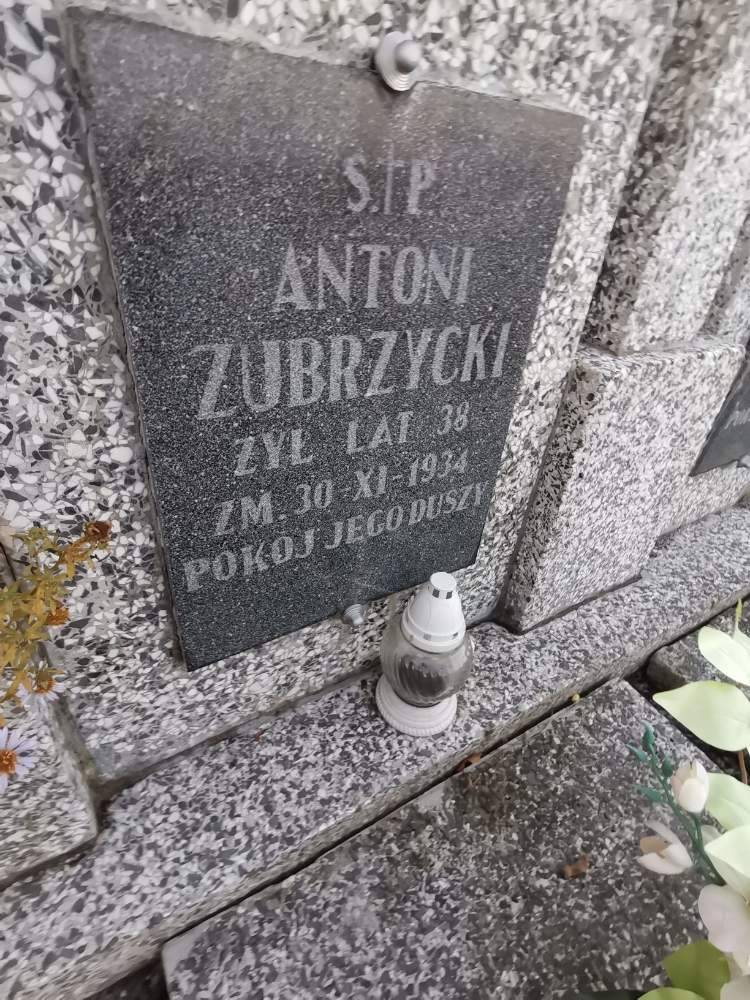 S.†P.
ANTONI
ZUBRZYCKI
ŻYŁ LAT 38
ZM. 30-XI-1934
POKÓJ JEGO DUSZY